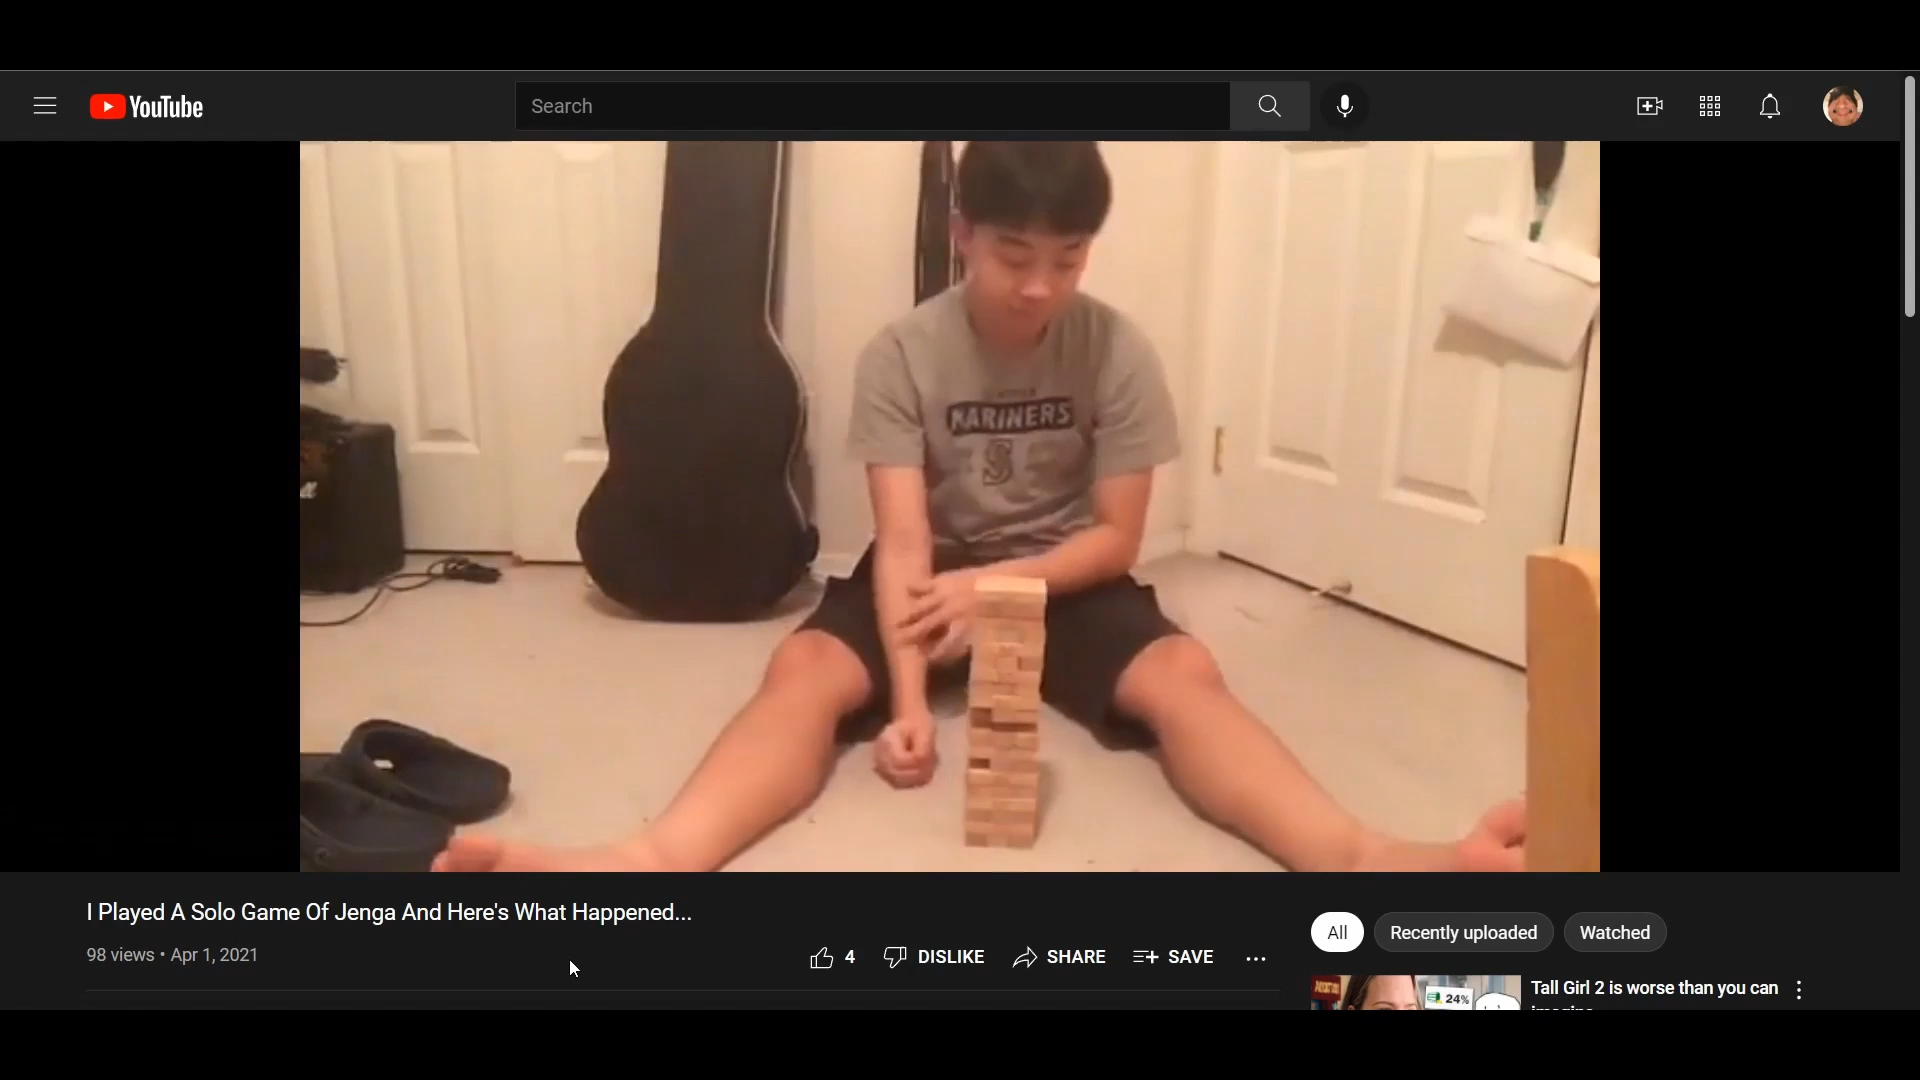 YouTube
Search
MARINERS
S
I Played A Solo Game Of Jenga And Here's What Happened...
98 views • Apr 1, 2021
4
DISLIKE
SHARE
SAVE
...
All
Recently uploaded
Watched
24%
Tall Girl 2 is worse than you can